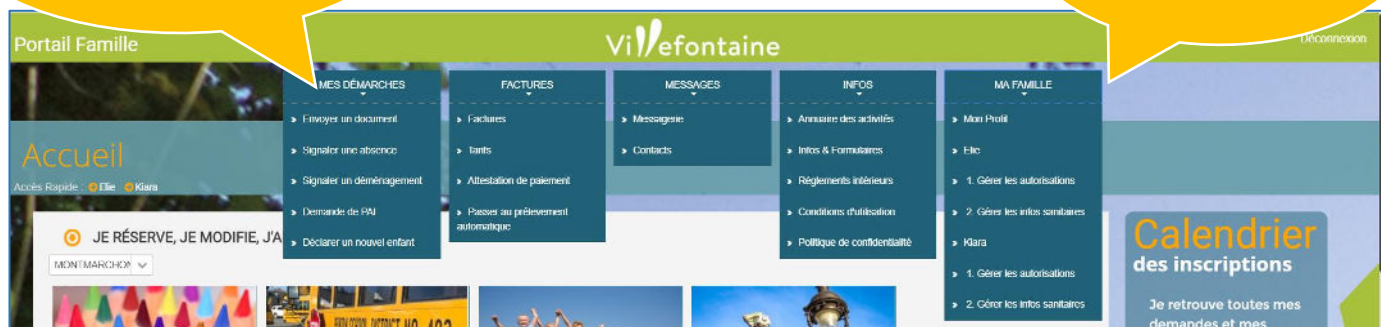 Portail Famille
Villefontaine
Déconnexion
MES DÉMARCHES
Envoyer un document
Signaler une absence
Signaler un déménagement
Demande de PAI
Déclarer un nouvel enfant
FACTURES
Factures
Tarifs
Attestation de paiement
Passer au prélèvement
automatique
MESSAGES
Messagerie
Contacts
INFOS
Annuaire des activités
Infos & Formulaires
Règlements intérieurs
Conditions d'utilisation
Politique de confidentialité
MA FAMILLE
Mon Profil
Elie
1. Gérer les autorisations
2. Gérer les infos sanitaires
Kiara
1. Gérer les autorisations
2. Gérer les infos sanitaires
Accueil
Accès Rapide : Elie Kiara
JE RÉSERVE, JE MODIFIE, J'A
MONTMARCHON
Calendrier
des inscriptions
Je retrouve toutes mes
demandes et mes